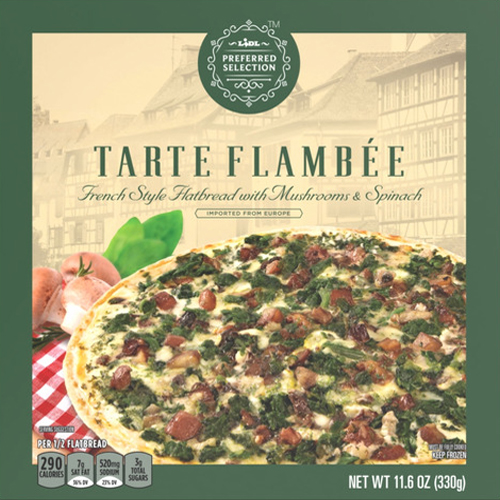 TM
LIDL
PREFERRED
SELECTION
TARTE FLAMBÉE
French Style Flatbread with Mushrooms & Spinach
IMPORTED FROM EUROPE
SERVING SUGGESTION
PER 1/2 FLATBREAD
290
CALORIES
7g
SAT FAT
36% DV
520mg
SODIUM
23% DV
3g
TOTAL
SUGARS
KEEP FROZEN
NET WT 11.6 OZ (330g)